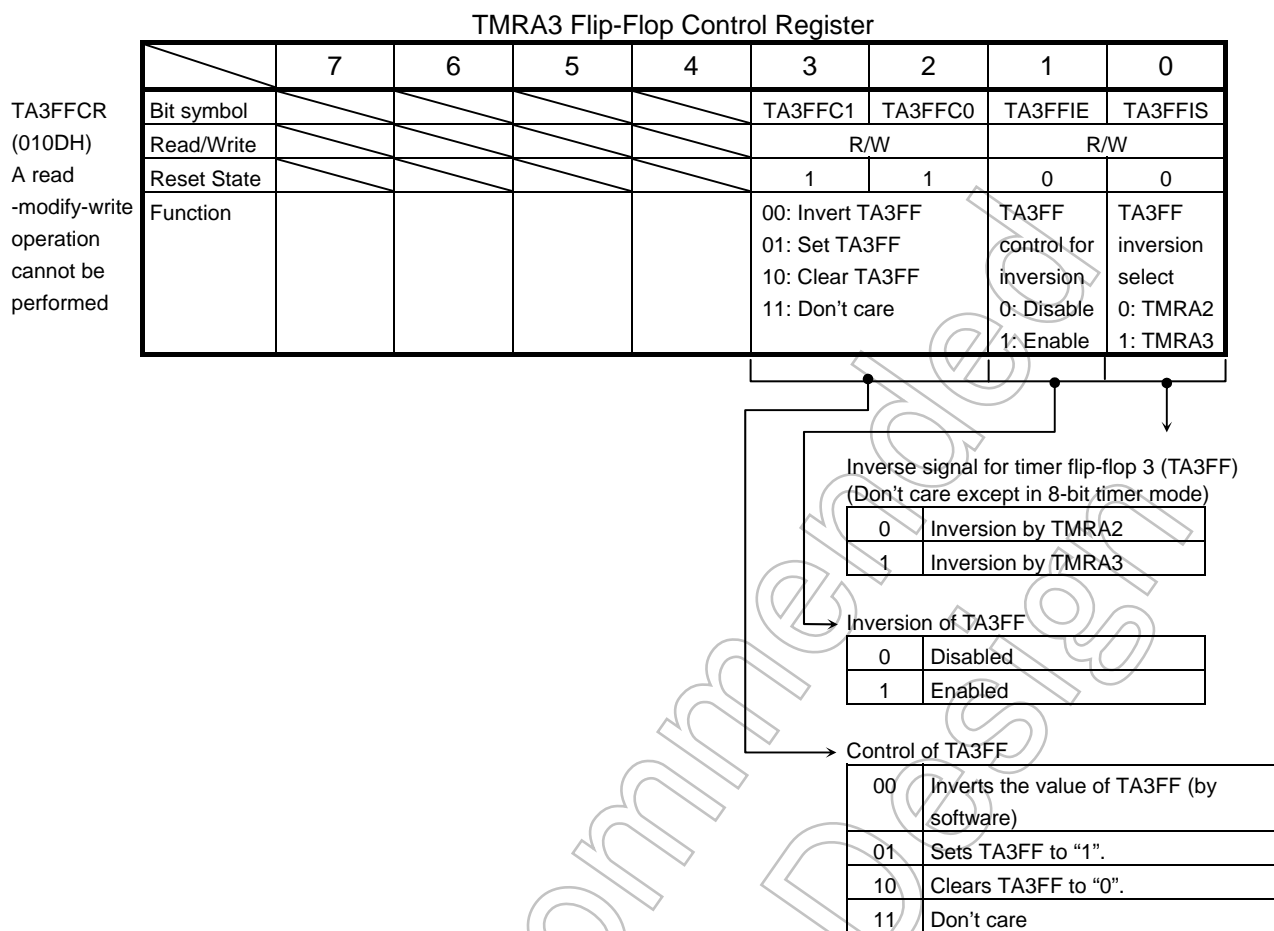 TMRA3 Flip-Flop Control Register
7 6 5 4 3 2 1 0
TA3FFCR
(010DH)
A read
-modify-write
operation
cannot be
performed
Bit symbol TA3FFC1 TA3FFC0 TA3FFIE TA3FFIS
Read/Write R/W R/W
Reset State 1 1 0 0
Function
00: Invert TA3FF
01: Set TA3FF
10: Clear TA3FF
11: Don't care
TA3FF
control for
inversion
0: Disable
1: Enable
TA3FF
inversion
select
0: TMRA2
1: TMRA3
Inverse signal for timer flip-flop 3 (TA3FF)
(Don't care except in 8-bit timer mode)
0 Inversion by TMRA2
1 Inversion by TMRA3
Inversion of TA3FF
0 Disabled
1 Enabled
Control of TA3FF
00 Inverts the value of TA3FF (by
software)
01 Sets TA3FF to “1”.
10 Clears TA3FF to “0”.
11 Don't care